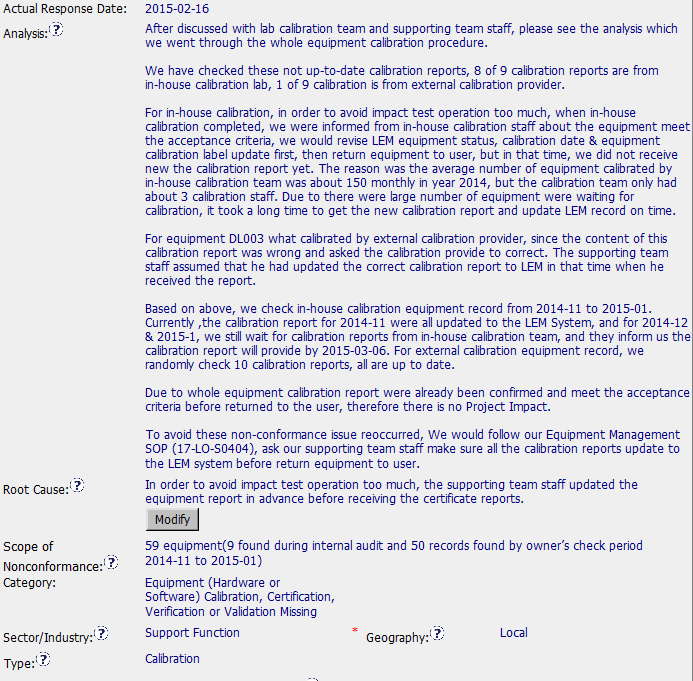 Actual Response Date: 2015-02-16
Analysis:? After discussed with lab calibration team and supporting team staff, please see the analysis which
we went through the whole equipment calibration procedure.
We have checked these not up-to-date calibration reports, 8 of 9 calibration reports are from
in-house calibration lab, 1 of 9 calibration is from external calibration provider.
For in-house calibration, in order to avoid impact test operation too much, when in-house
calibration completed, we were informed from in-house calibration staff about the equipment meet
the acceptance criteria, we would revise LEM equipment status, calibration date & equipment
calibration label update first, then return equipment to user, but in that time, we did not receive
new the calibration report yet. The reason was the average number of equipment calibrated by
in-house calibration team was about 150 monthly in year 2014, but the calibration team only had
about 3 calibration staff. Due to there were large number of equipment were waiting for
calibration, it took a long time to get the new calibration report and update LEM record on time.
For equipment DL003 what calibrated by external calibration provider, since the content of this
calibration report was wrong and asked the calibration provide to correct. The supporting team
staff assumed that he had updated the correct calibration report to LEM in that time when he
received the report.
Based on above, we check in-house calibration equipment record from 2014-11 to 2015-01.
Currently ,the calibration report for 2014-11 were all updated to the LEM System, and for 2014-12
& 2015-1, we still wait for calibration reports from in-house calibration team, and they inform us the
calibration report will provide by 2015-03-06. For external calibration equipment record, we
randomly check 10 calibration reports, all are up to date.
Due to whole equipment calibration report were already been confirmed and meet the acceptance
criteria before returned to the user, therefore there is no Project Impact.
To avoid these non-conformance issue reoccurred, We would follow our Equipment Management
SOP (17-LO-S0404), ask our supporting team staff make sure all the calibration reports update to
the LEM system before return equipment to user.
Root Cause:? In order to avoid impact test operation too much, the supporting team staff updated the
equipment report in advance before receiving the certificate reports.
Modify
Scope of 59 equipment(9 found during internal audit and 50 records found by owner's check period
Nonconformance:? 2014-11 to 2015-01)
Category: Equipment (Hardware or
Software) Calibration, Certification,
Verification or Validation Missing
Sector/Industry:? Support Function * Geography:? Local
Type:? Calibration